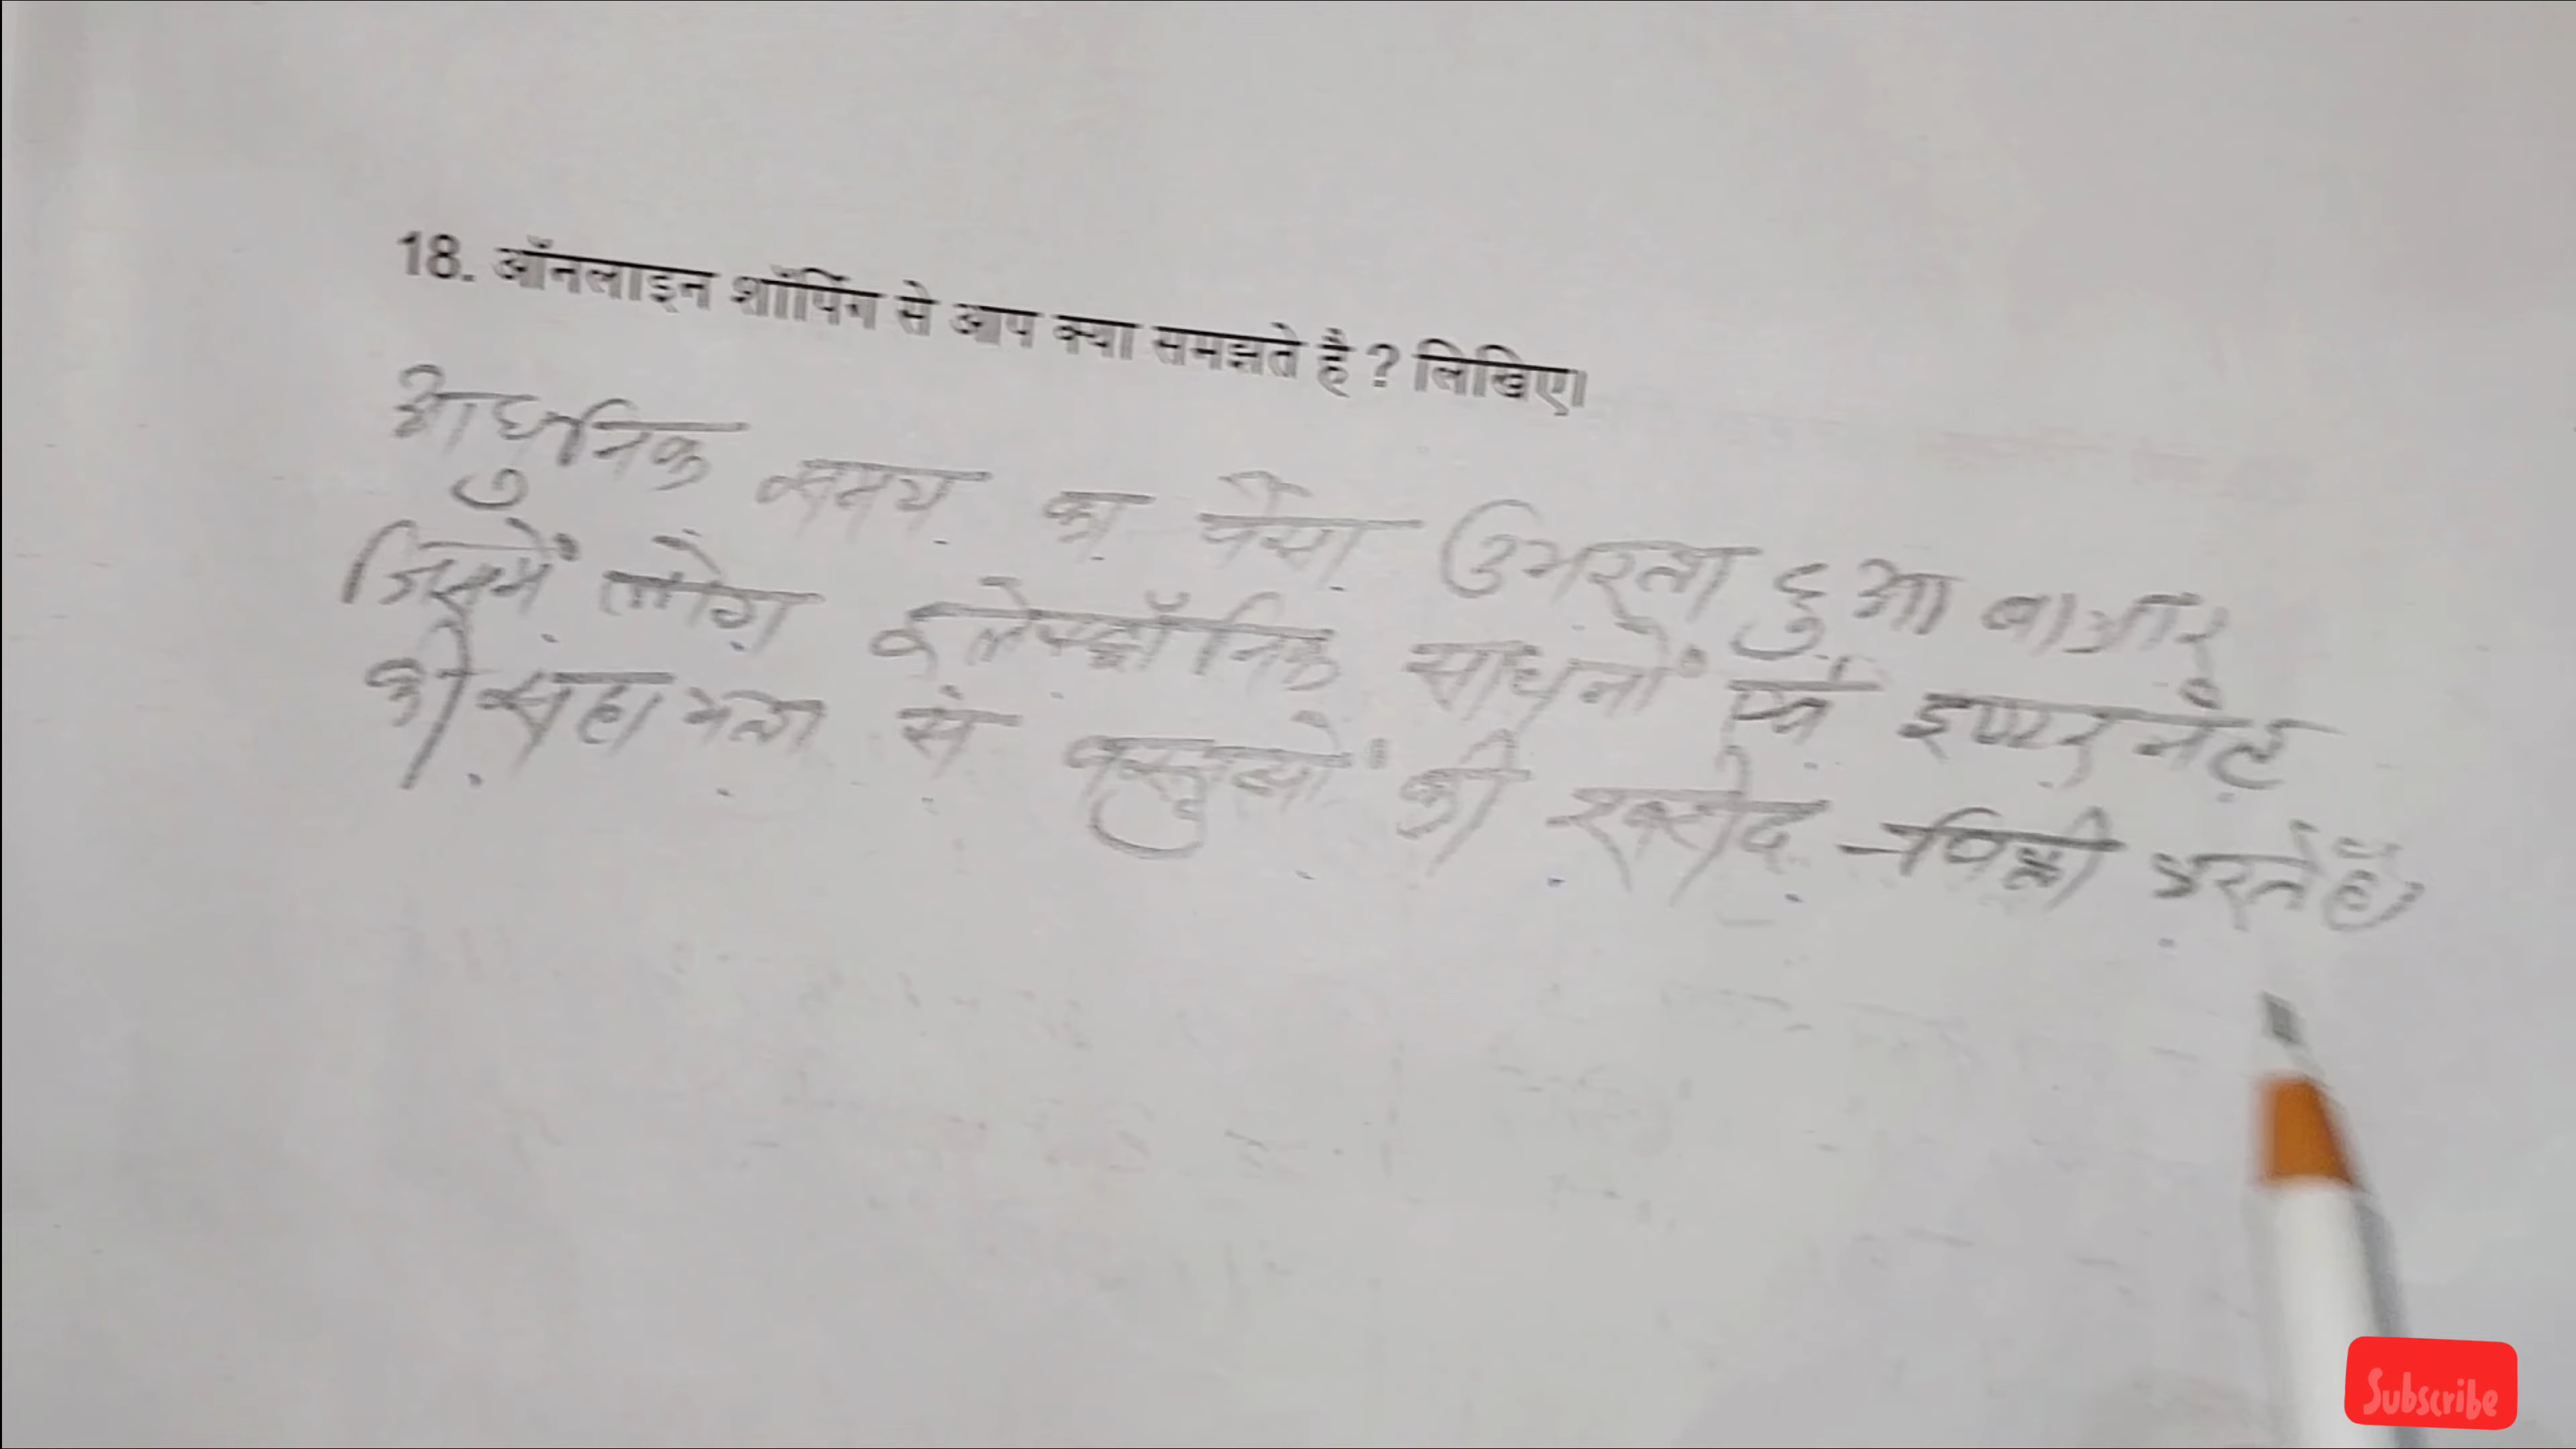 18. ऑनलाइन शॉपिंग से आप क्या समझते है ? लिखिए।
आधुनिक समय का ऐसा उभरता हुआ बाजार
जिसमें लोग इलेक्ट्रॉनिक साधनों एवं इण्टरनेट
की सहायता से वस्तुओं की खरीद-बिक्री करते हैं।
Subscribe